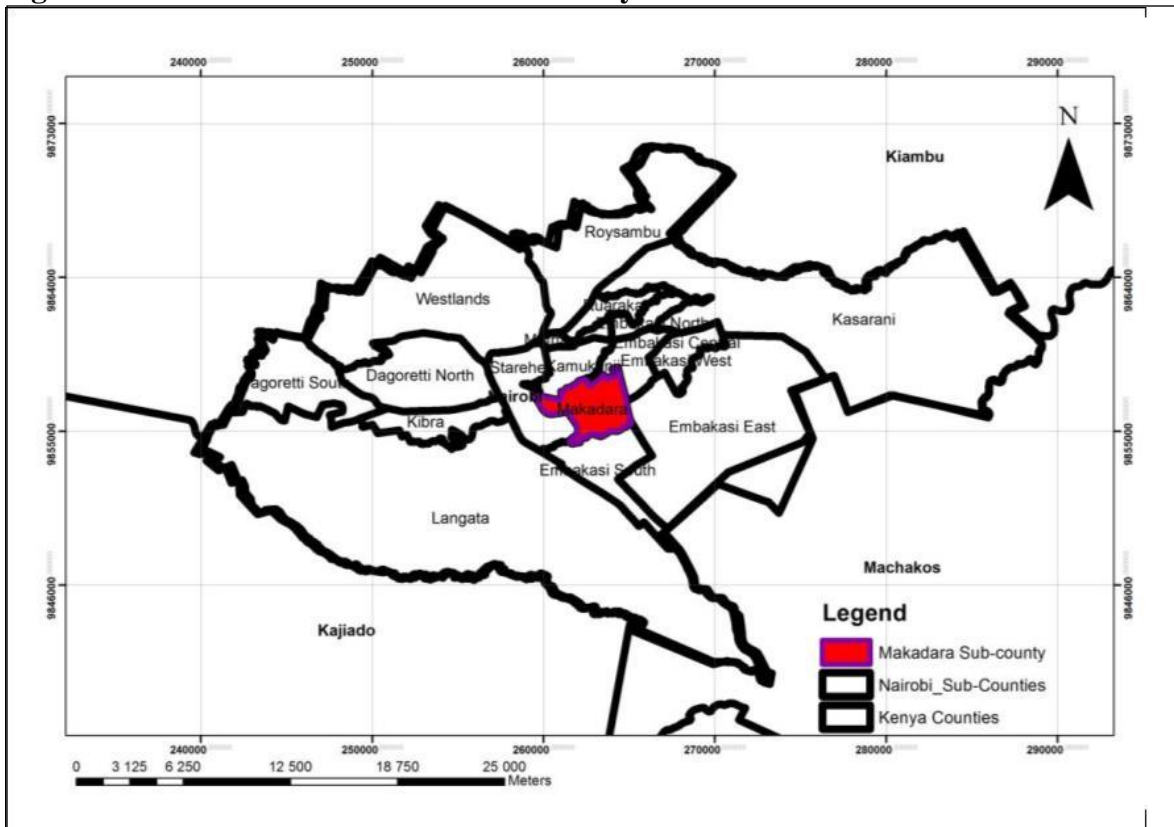 240000 250000 260000 270000 280000 290000
9873000 9873000
N
Kiambu
Roysambu
9864000 9864000
Westlands
Kasarani
Embakasi Central
Starehe Kamukunji Embakasi West
Dagoretti North
Makadara
Kibra
Embakasi East
9855000 9855000
Embakasi South
Langata
Machakos
9846000 9846000
Kajiado
Legend
Makadara Sub-county
Nairobi_Sub-Counties
Kenya Counties
240000 250000 260000 270000 280000 290000
0 3 125 6 250 12 500 18 750 25 000
Meters